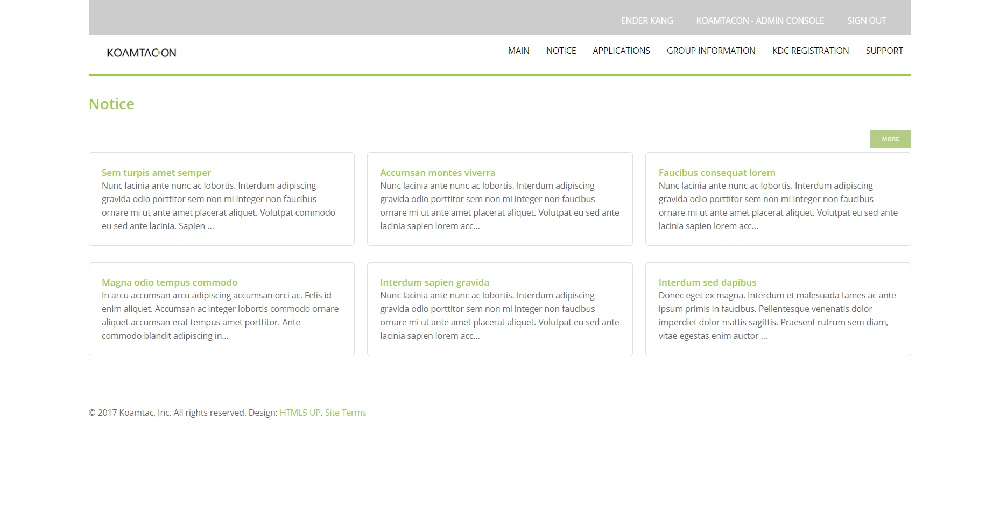 ENDER KANG KOAMTACON - ADMIN CONSOLE SIGN OUT
KOAMTACON MAIN NOTICE APPLICATIONS GROUP INFORMATION KDC REGISTRATION SUPPORT
Notice
MORE
Sem turpis amet semper
Nunc lacinia ante nunc ac lobortis. Interdum adipiscing
gravida odio porttitor sem non mi integer non faucibus
ornare mi ut ante amet placerat aliquet. Volutpat commodo
eu sed ante lacinia. Sapien ...
Accumsan montes viverra
Nunc lacinia ante nunc ac lobortis. Interdum adipiscing
gravida odio porttitor sem non mi integer non faucibus
ornare mi ut ante amet placerat aliquet. Volutpat eu sed ante
lacinia sapien lorem acc...
Faucibus consequat lorem
Nunc lacinia ante nunc ac lobortis. Interdum adipiscing
gravida odio porttitor sem non mi integer non faucibus
ornare mi ut ante amet placerat aliquet. Volutpat eu sed ante
lacinia sapien lorem acc...
Magna odio tempus commodo
In arcu accumsan arcu adipiscing accumsan orci ac. Felis id
enim aliquet. Accumsan ac integer lobortis commodo ornare
aliquet accumsan erat tempus amet porttitor. Ante
commodo blandit adipiscing in...
Interdum sapien gravida
Nunc lacinia ante nunc ac lobortis. Interdum adipiscing
gravida odio porttitor sem non mi integer non faucibus
ornare mi ut ante amet placerat aliquet. Volutpat eu sed ante
lacinia sapien lorem acc...
Interdum sed dapibus
Donec eget ex magna. Interdum et malesuada fames ac ante
ipsum primis in faucibus. Pellentesque venenatis dolor
imperdiet dolor mattis sagittis. Praesent rutrum sem diam,
vitae egestas enim auctor ...
© 2017 Koamtac, Inc. All rights reserved. Design: HTML5 UP. Site Terms